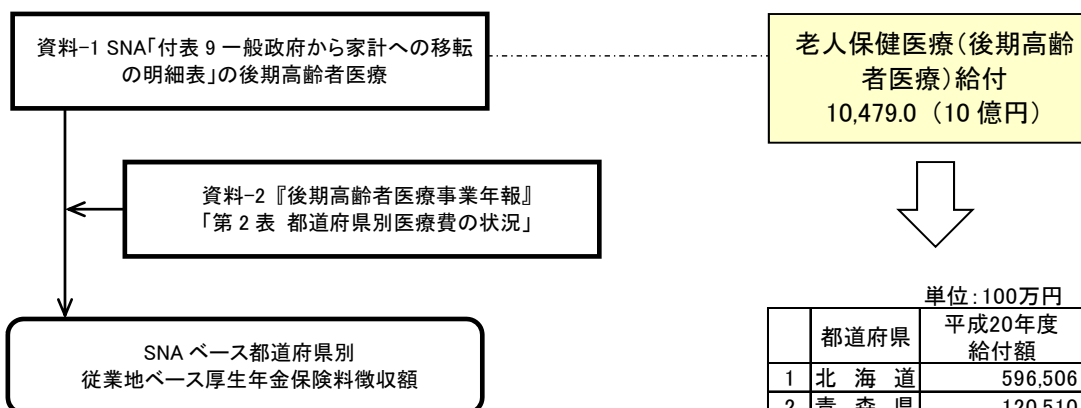 資料-1 SNA「付表 9 一般政府から家計への移転
の明細表」の後期高齢者医療
資料-2『後期高齢者医療事業年報』
「第 2 表 都道府県別医療費の状況」
SNA ベース都道府県別
従業地ベース厚生年金保険料徴収額
老人保健医療(後期高齢
者医療)給付
10,479.0 (10 億円)
単位:100万円
都道府県 平成20年度
給付額
1 北 海 道 596,506
2 青 森 県 120,510